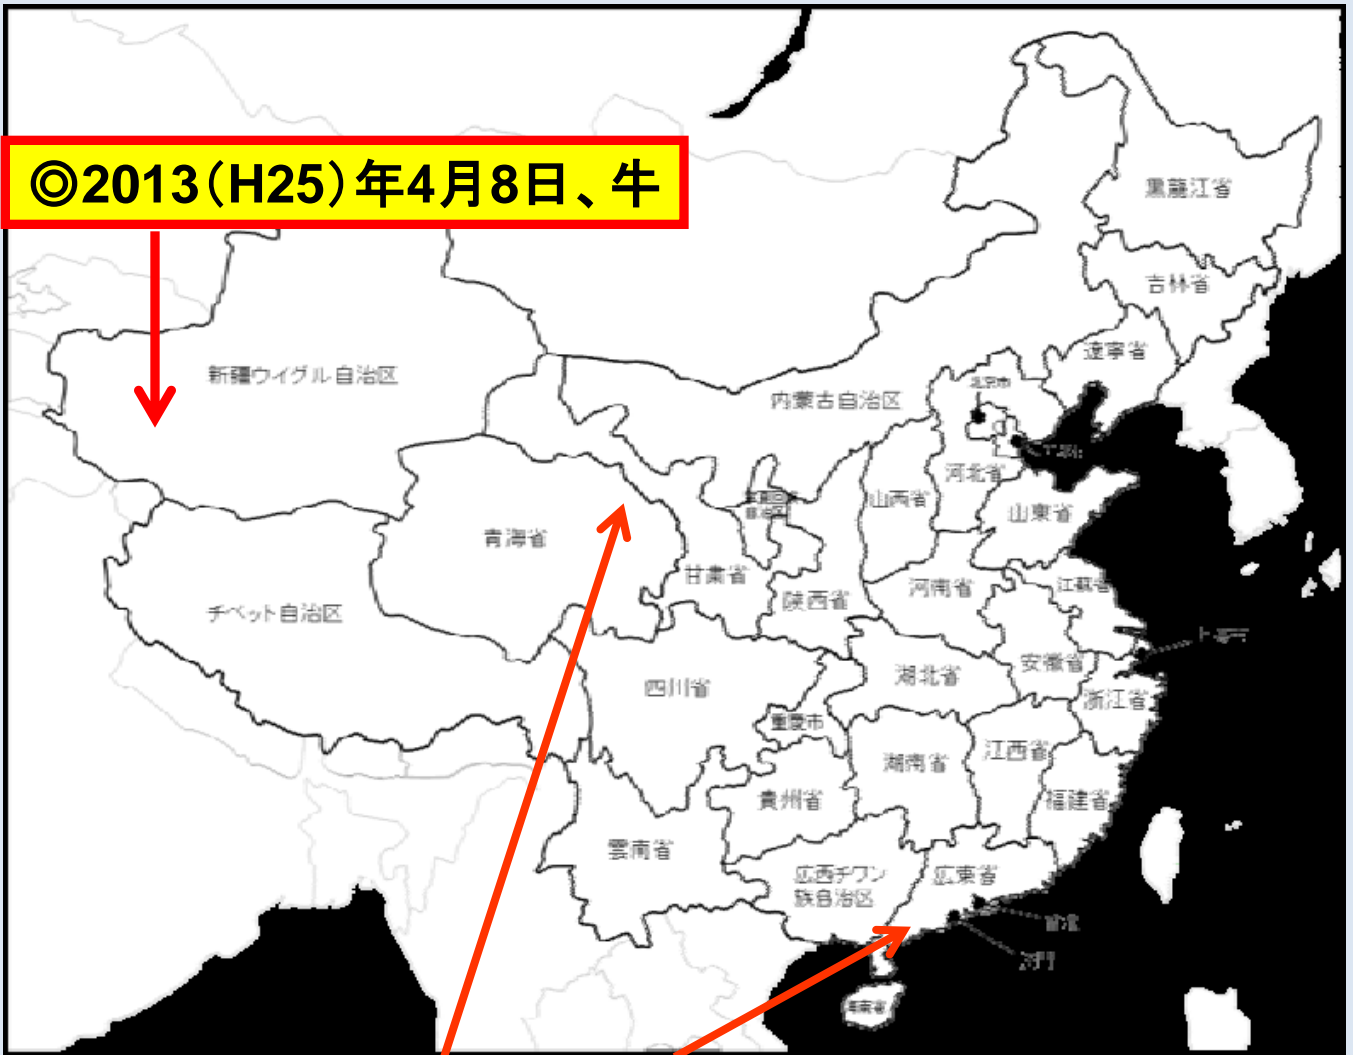 ◎2013(H25)年4月8日、牛
黒龍江省
吉林省
遼寧省
新疆ウイグル自治区
内蒙古自治区
北京市
河北省
山西省
山東省
自治区
青海省
甘粛省
陝西省
河南省
江蘇省
チベット自治区
上海市
安徽省
湖北省
四川省
浙江省
重慶市
湖南省
江西省
貴州省
福建省
雲南省
広西チワン
族自治区
広東省
海南省